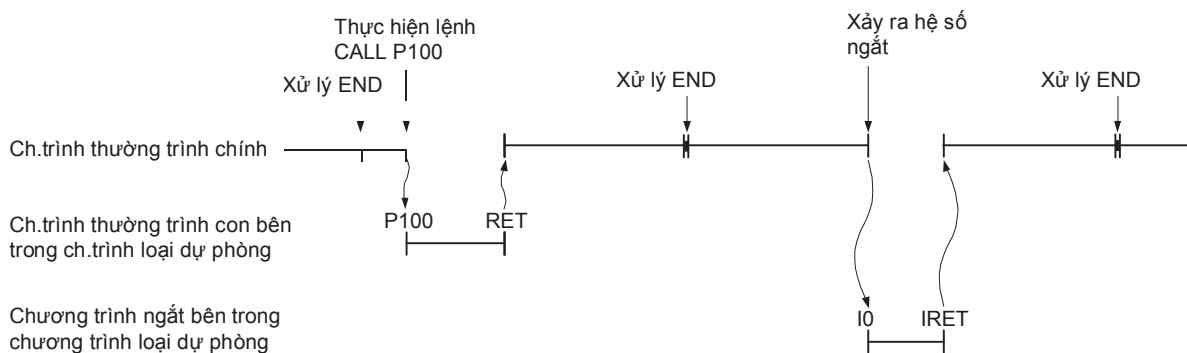 Thực hiện lệnh
CALL P100
Xảy ra hệ số
ngắt
Xử lý END
Xử lý END
Xử lý END
Ch.trình thường trình chính
P100
RET
Ch.trình thường trình con bên
trong ch.trình loại dự phòng
Chương trình ngắt bên trong
chương trình loại dự phòng
I0
IRET